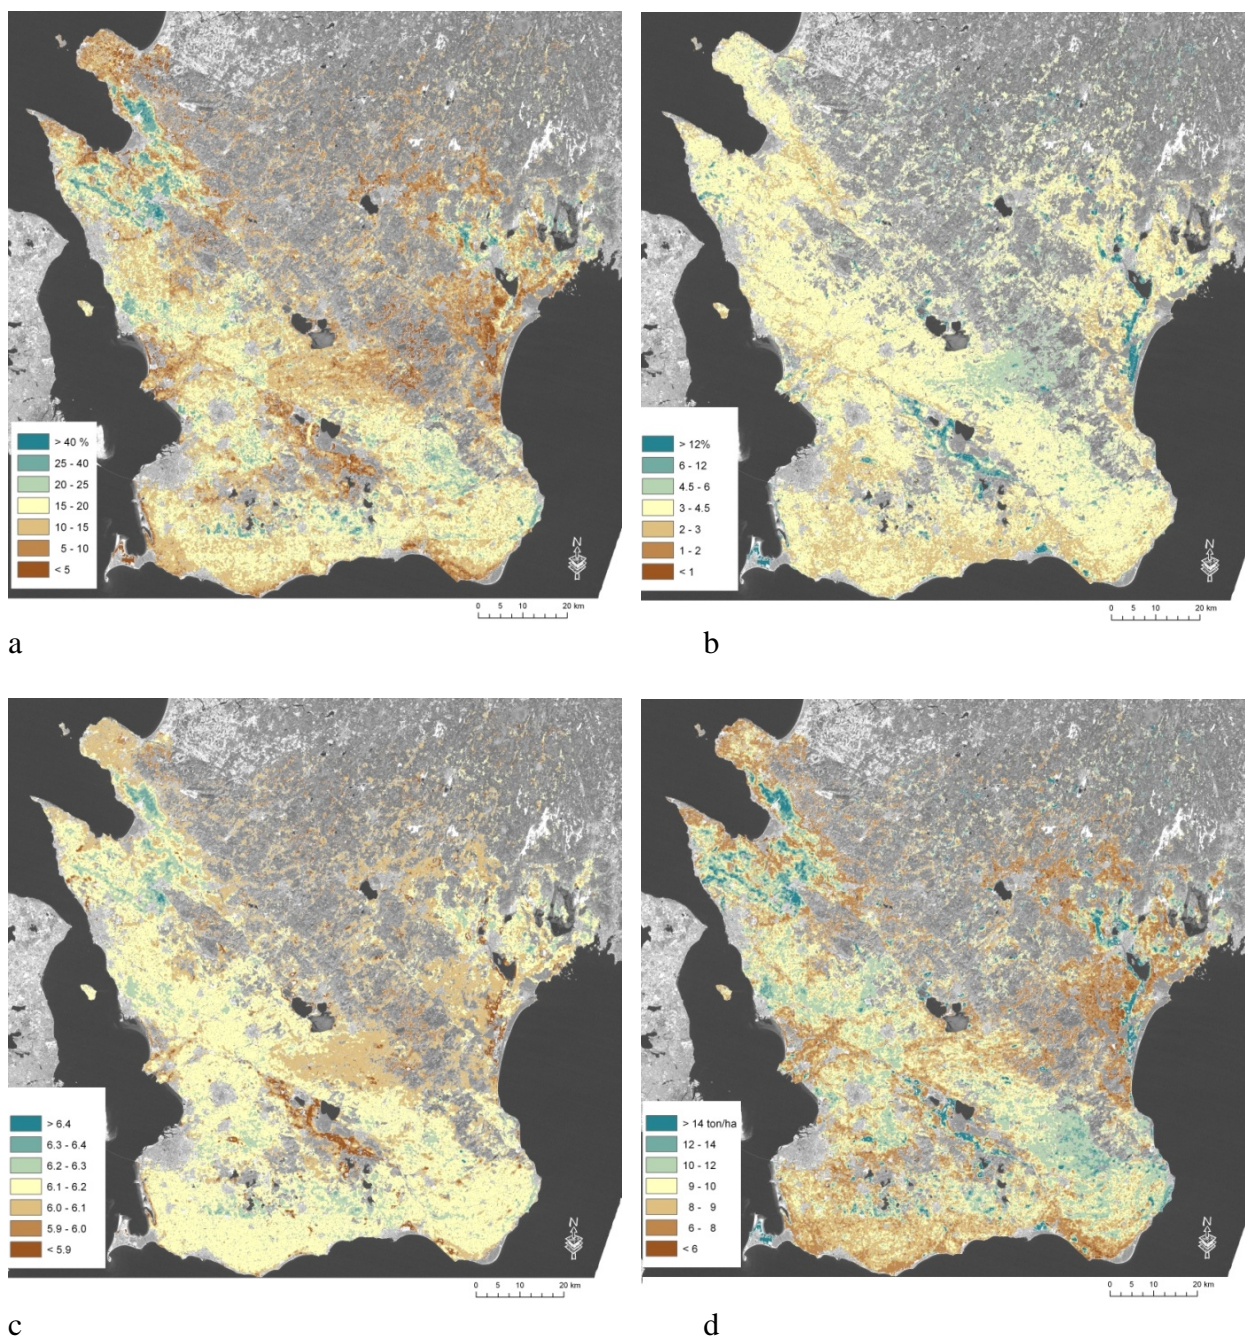 > 40 %
25 - 40
20 - 25
15 - 20
10 - 15
5 - 10
< 5
N
0 5 10 20 km
a
> 12%
6 - 12
4.5 - 6
3 - 4.5
2 - 3
1 - 2
< 1
N
0 5 10 20 km
b
> 6.4
6.3 - 6.4
6.2 - 6.3
6.1 - 6.2
6.0 - 6.1
5.9 - 6.0
< 5.9
N
0 5 10 20 km
c
> 14 ton/ha
12 - 14
10 - 12
9 - 10
8 - 9
6 - 8
< 6
N
0 5 10 20 km
d